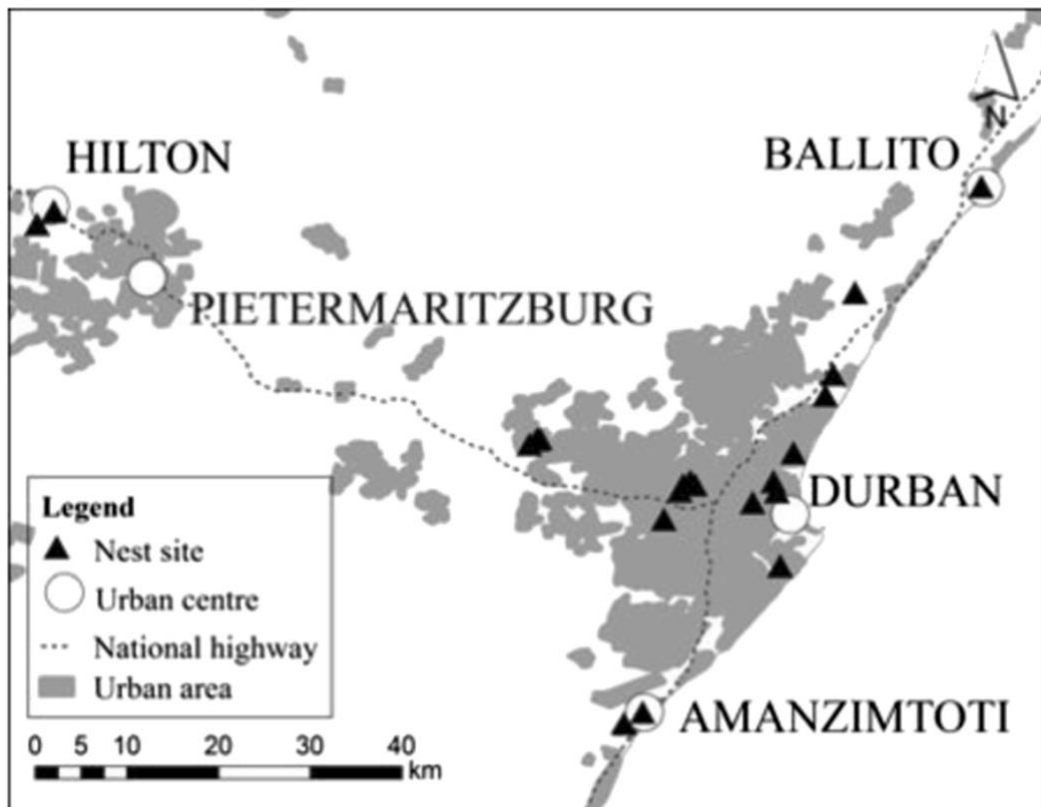 N
HILTON
BALLITO
PIETERMARITZBURG
DURBAN
AMANZIMTOTI
Legend
Nest site
Urban centre
National highway
Urban area
0 5 10 20 30 40
km